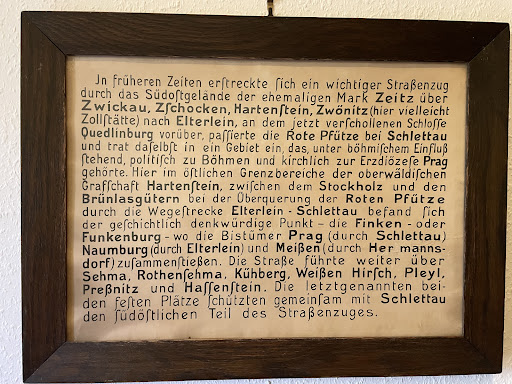 Jn früheren Zeiten erſtreckte ſich ein wichtiger Straßenzug
durch das Südoſtgelände der ehemaligen Mark Zeitz über
Zwickau, Zſchocken, Hartenſtein, Zwönitz (hier vielleicht
Zollſtätte) nach Elterlein, an dem jetzt verſchollenen Schloſſe
Quedlinburg vorüber, paſſierte die Rote Pfütze bei Schlettau
und trat daſelbſt in ein Gebiet ein, das, unter böhmiſchem Einfluß
ſtehend, politiſch zu Böhmen und kirchlich zur Erzdiözeſe Prag
gehörte. Hier im öſtlichen Grenzbereiche der oberwäldiſchen
Grafſchaft Hartenſtein, zwiſchen dem Stockholz und den
Brünlasgütern bei der Überquerung der Roten Pfütze
durch die Wegeſtrecke Elterlein - Schlettau befand ſich
der geſchichtlich denkwürdige Punkt - die Finken - oder
Funkenburg - wo die Bistümer Prag (durch Schlettau)
Naumburg (durch Elterlein) und Meißen (durch Hermanns-
dorf) zuſammenſtießen. Die Straße führte weiter über
Sehma, Rothenſehma, Kühberg, Weißen Hirſch, Pleyl,
Preßnitz und Haſſenſtein. Die letztgenannten bei-
den feſten Plätze ſchützten gemeinſam mit Schlettau
den ſüdöſtlichen Teil des Straßenzuges.